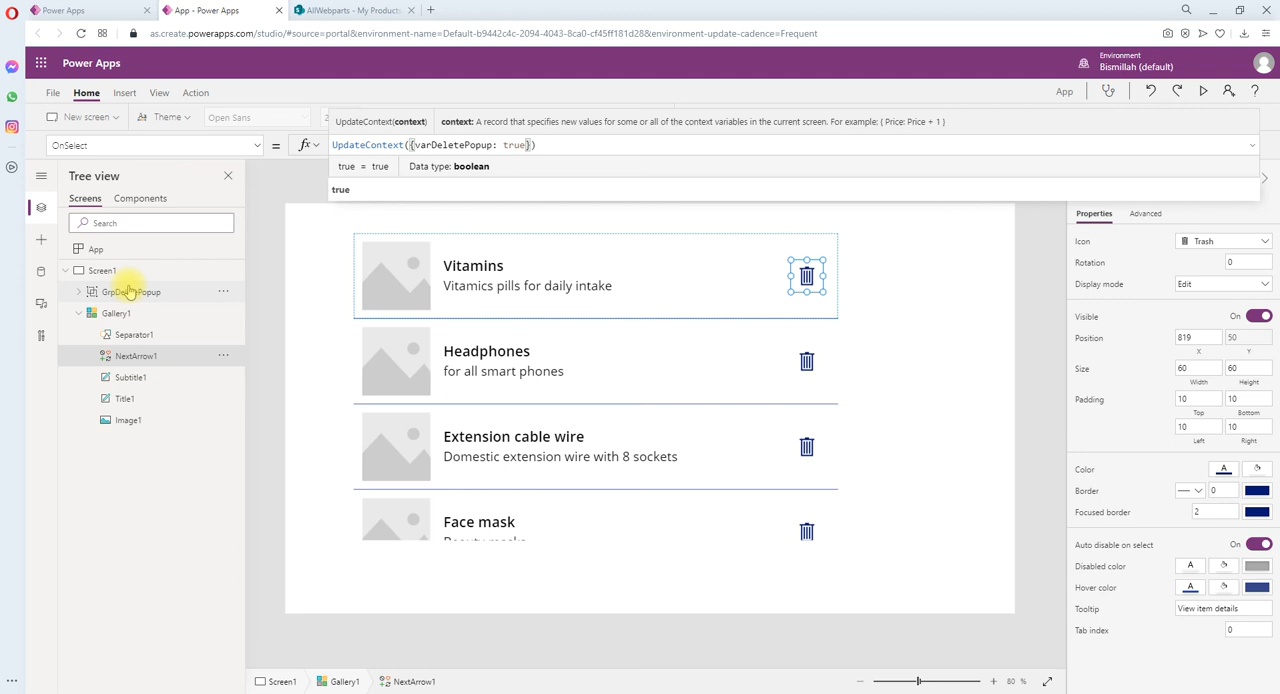 Power Apps
App - Power Apps
AllWebparts - My Products
as.create.powerapps.com/studio/#source=portal&environment-name=Default-b9442c4c-2094-4043-8ca0-cf45ff181d28&environment-update-cadence=Frequent
Power Apps
Environment
Bismillah (default)
File Home Insert View Action
App
New screen Theme Open Sans
UpdateContext(context) context: A record that specifies new values for some or all of the context variables in the current screen. For example: { Price: Price + 1 }
OnSelect = fx UpdateContext({varDeletePopup: true})
true = true Data type: boolean
true
Tree view
Screens Components
Search
App
Screen1
Gallery1
Separator1
NextArrow1
Subtitle1
Title1
Image1
Vitamins
Vitamics pills for daily intake
Headphones
for all smart phones
Extension cable wire
Domestic extension wire with 8 sockets
Face mask
Properties Advanced
Icon Trash
Rotation 0
Display mode Edit
Visible On
Position 819 50
X Y
Size 60 60
Width Height
Padding 10 10
Top Bottom
10 10
Left Right
Color A
Border 0
Focused border 2
Auto disable on select On
Disabled color A
Hover color A
Tooltip View item details
Tab index 0
Screen1 Gallery1 NextArrow1
80 %